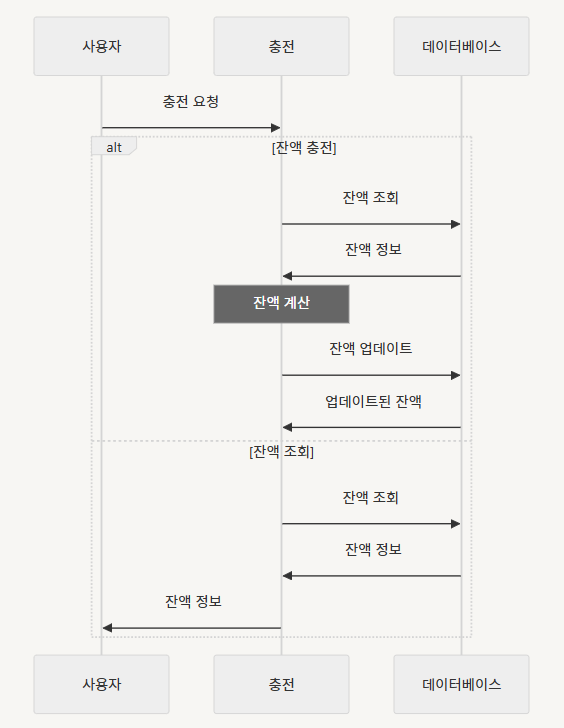 사용자
충전
데이터베이스
충전 요청
alt
[잔액 충전]
잔액 조회
잔액 정보
잔액 계산
잔액 업데이트
업데이트된 잔액
[잔액 조회]
잔액 조회
잔액 정보
잔액 정보
사용자
충전
데이터베이스